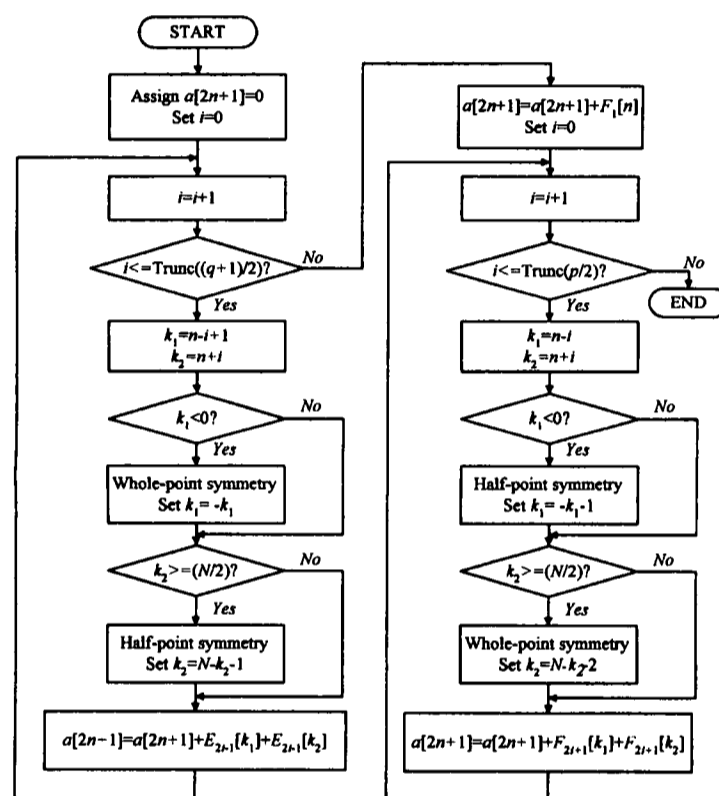 START
Assign a[2n+1]=0
Set i=0
i=i+1
i<=Trunc((q+1)/2)?
No
Yes
k₁=n-i+1
k₂=n+i
k₁<0?
No
Yes
Whole-point symmetry
Set k₁= -k₁
k₂>=(N/2)?
No
Yes
Half-point symmetry
Set k₂=N-k₂-1
a[2n-1]=a[2n+1]+E₂ᵢ₋₁[k₁]+E₂ᵢ₋₁[k₂]
a[2n+1]=a[2n+1]+F₁[n]
Set i=0
i=i+1
i<=Trunc(p/2)?
No
END
Yes
k₁=n-i
k₂=n+i
k₁<0?
No
Yes
Half-point symmetry
Set k₁= -k₁-1
k₂>=(N/2)?
No
Yes
Whole-point symmetry
Set k₂=N-k₂-2
a[2n+1]=a[2n+1]+F₂ᵢ₊₁[k₁]+F₂ᵢ₊₁[k₂]